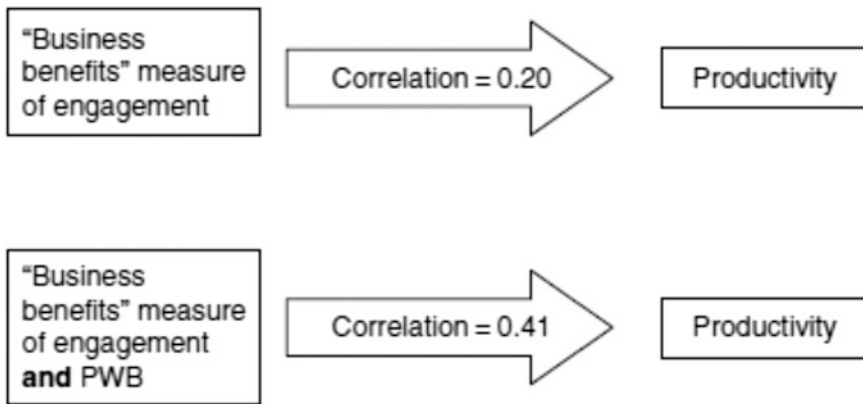 “Business
benefits” measure
of engagement
Correlation = 0.20
Productivity
“Business
benefits” measure
of engagement
and PWB
Correlation = 0.41
Productivity